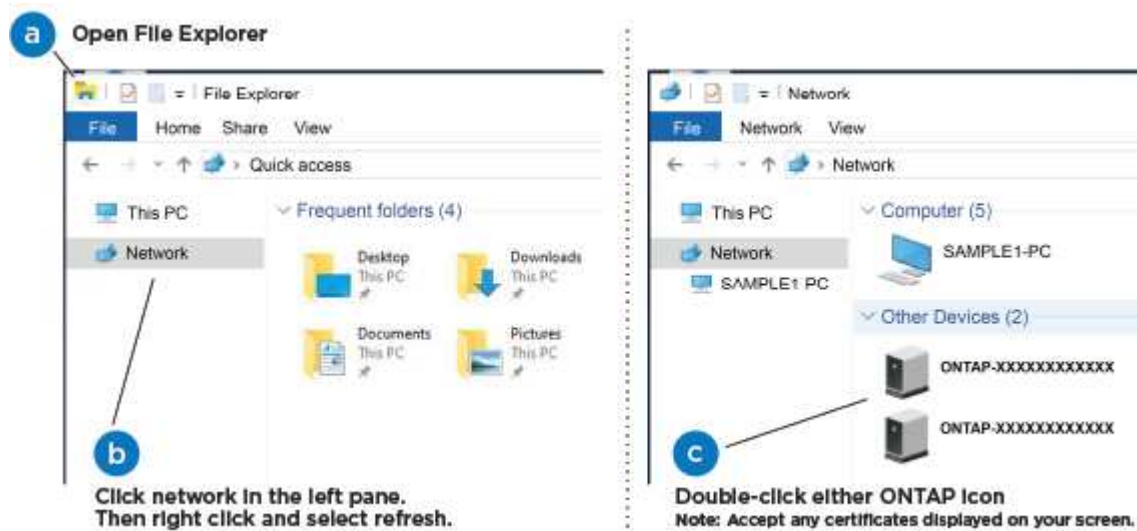 a
Open File Explorer
File Explorer
File Home Share View
Quick access
This PC
Network
Frequent folders (4)
Desktop
This PC
Downloads
This PC
Documents
This PC
Pictures
This PC
b
Click network in the left pane.
Then right click and select refresh.
Network
File Network View
Network
This PC
Network
SAMPLE1 PC
Computer (5)
SAMPLE1-PC
Other Devices (2)
ONTAP-XXXXXXXXXXXX
ONTAP-XXXXXXXXXXXX
c
Double-click either ONTAP icon
Note: Accept any certificates displayed on your screen.